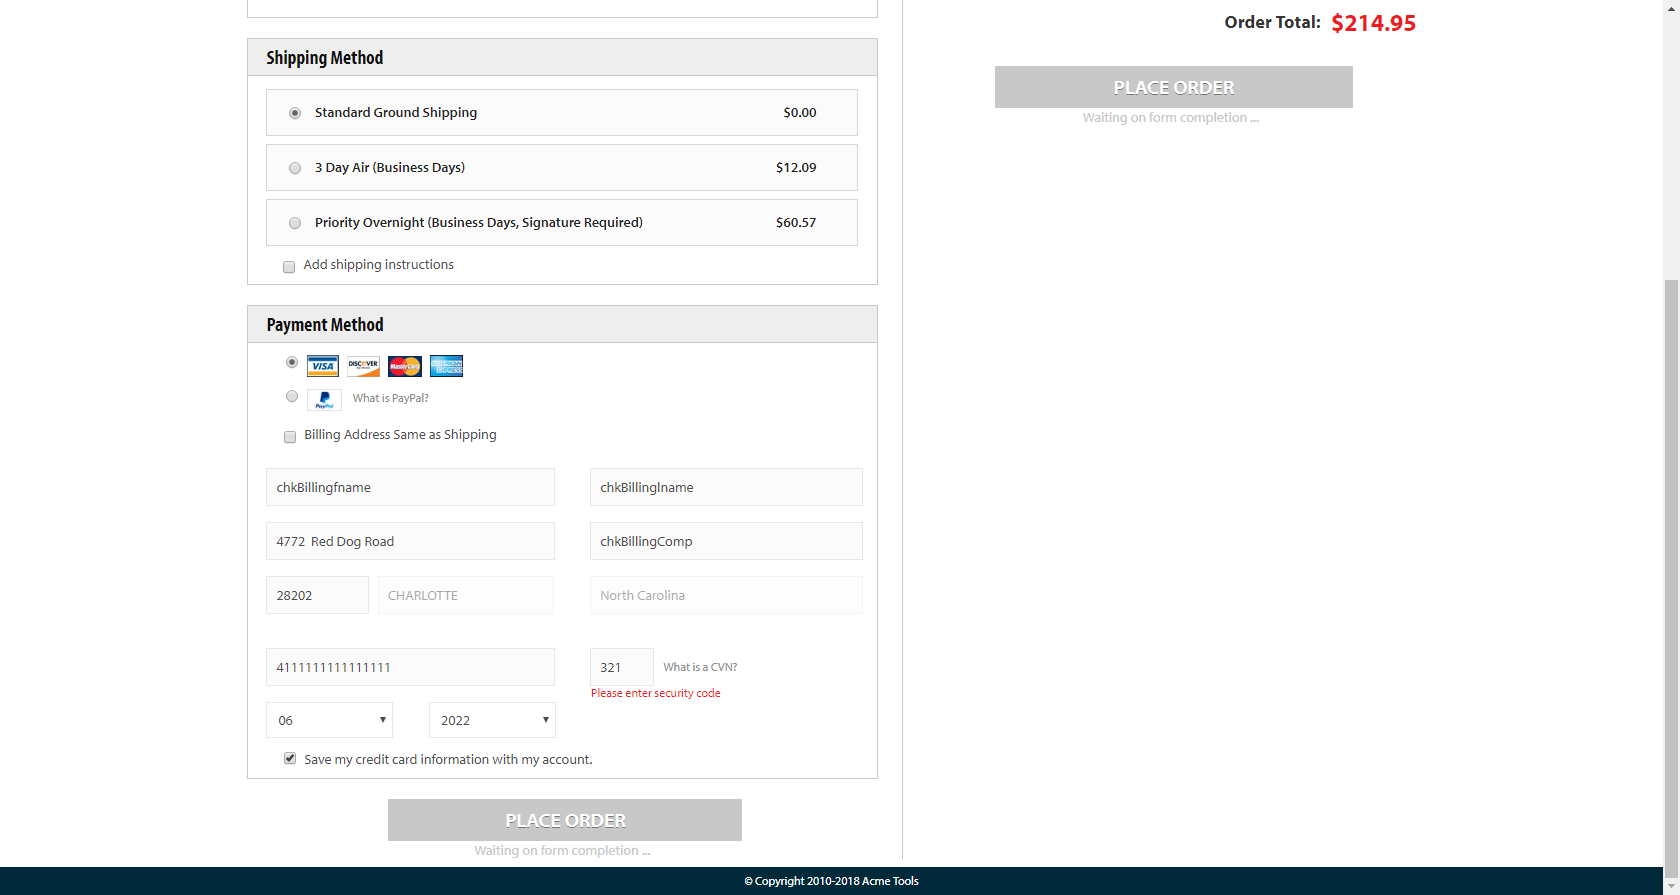 Order Total: $214.95
PLACE ORDER
Waiting on form completion ...
Shipping Method
Standard Ground Shipping $0.00
3 Day Air (Business Days) $12.09
Priority Overnight (Business Days, Signature Required) $60.57
Add shipping instructions
Payment Method
VISA DISCOVER MasterCard AMERICAN EXPRESS
PayPal What is PayPal?
Billing Address Same as Shipping
chkBillingfname chkBillinglname
4772 Red Dog Road chkBillingComp
28202 CHARLOTTE North Carolina
4111111111111111 321 What is a CVN?
Please enter security code
06 2022
Save my credit card information with my account.
PLACE ORDER
Waiting on form completion ...
© Copyright 2010-2018 Acme Tools